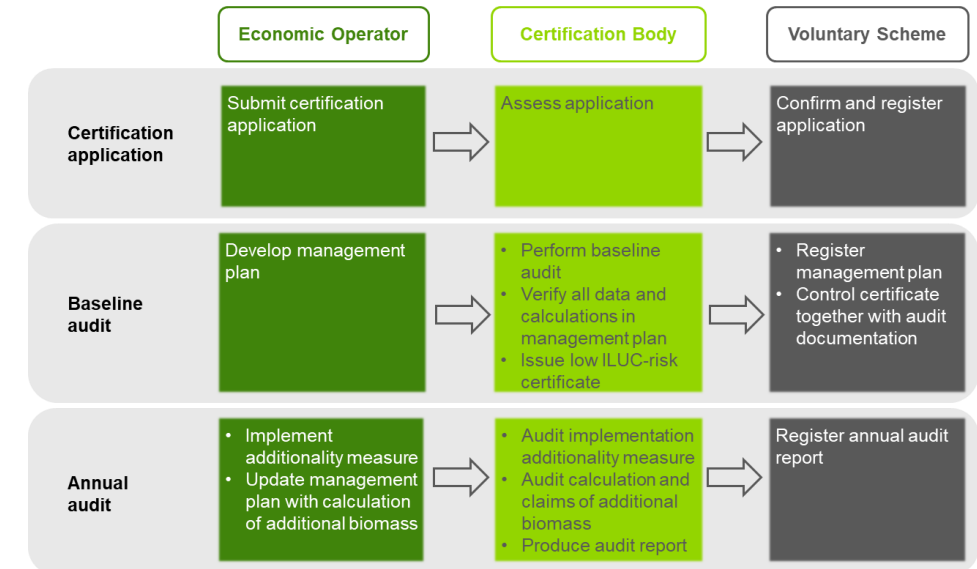 Economic Operator
Certification Body
Voluntary Scheme
Certification
application
Submit certification
application
Assess application
Confirm and register
application
Baseline
audit
Develop management
plan
• Perform baseline
audit
• Verify all data and
calculations in
management plan
• Issue low ILUC-risk
certificate
• Register
management plan
• Control certificate
together with audit
documentation
Annual
audit
• Implement
additionality measure
• Update management
plan with calculation
of additional biomass
• Audit implementation
additionality measure
• Audit calculation and
claims of additional
biomass
• Produce audit report
Register annual audit
report